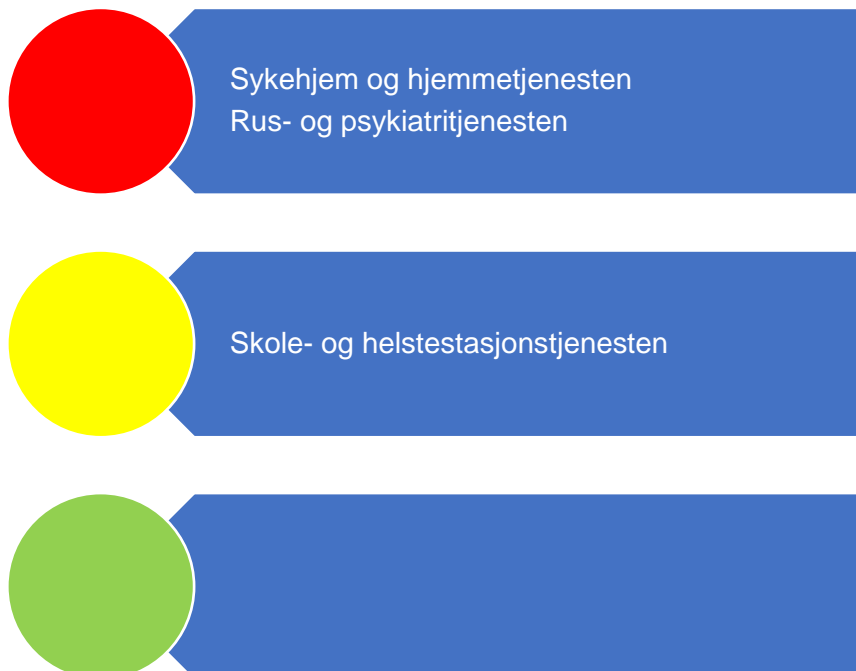 Sykehjem og hjemmetjenesten
Rus- og psykiatritjenesten
Skole- og helstestasjonstjenesten